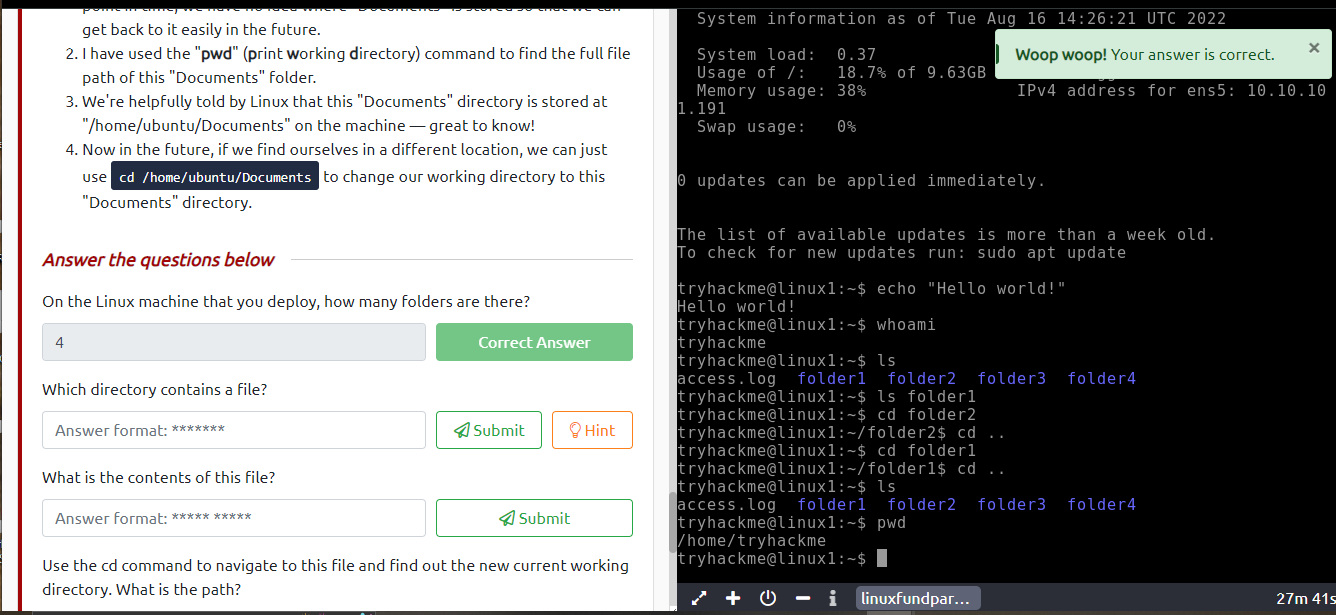 get back to it easily in the future.
2. I have used the "pwd" (print working directory) command to find the full file
path of this "Documents" folder.
3. We're helpfully told by Linux that this "Documents" directory is stored at
"/home/ubuntu/Documents" on the machine — great to know!
4. Now in the future, if we find ourselves in a different location, we can just
use cd /home/ubuntu/Documents to change our working directory to this
"Documents" directory.
Answer the questions below
On the Linux machine that you deploy, how many folders are there?
4
Correct Answer
Which directory contains a file?
Answer format: *******
Submit
Hint
What is the contents of this file?
Answer format: ***** *****
Submit
Use the cd command to navigate to this file and find out the new current working
directory. What is the path?
System information as of Tue Aug 16 14:26:21 UTC 2022
Woop woop! Your answer is correct.
×
System load: 0.37
Usage of /: 18.7% of 9.63GB
Memory usage: 38% IPv4 address for ens5: 10.10.10
1.191
Swap usage: 0%
0 updates can be applied immediately.
The list of available updates is more than a week old.
To check for new updates run: sudo apt update
tryhackme@linux1:~$ echo "Hello world!"
Hello world!
tryhackme@linux1:~$ whoami
tryhackme
tryhackme@linux1:~$ ls
access.log folder1 folder2 folder3 folder4
tryhackme@linux1:~$ ls folder1
tryhackme@linux1:~$ cd folder2
tryhackme@linux1:~/folder2$ cd ..
tryhackme@linux1:~$ cd folder1
tryhackme@linux1:~/folder1$ cd ..
tryhackme@linux1:~$ ls
access.log folder1 folder2 folder3 folder4
tryhackme@linux1:~$ pwd
/home/tryhackme
tryhackme@linux1:~$
linuxfundpar...
27m 41s